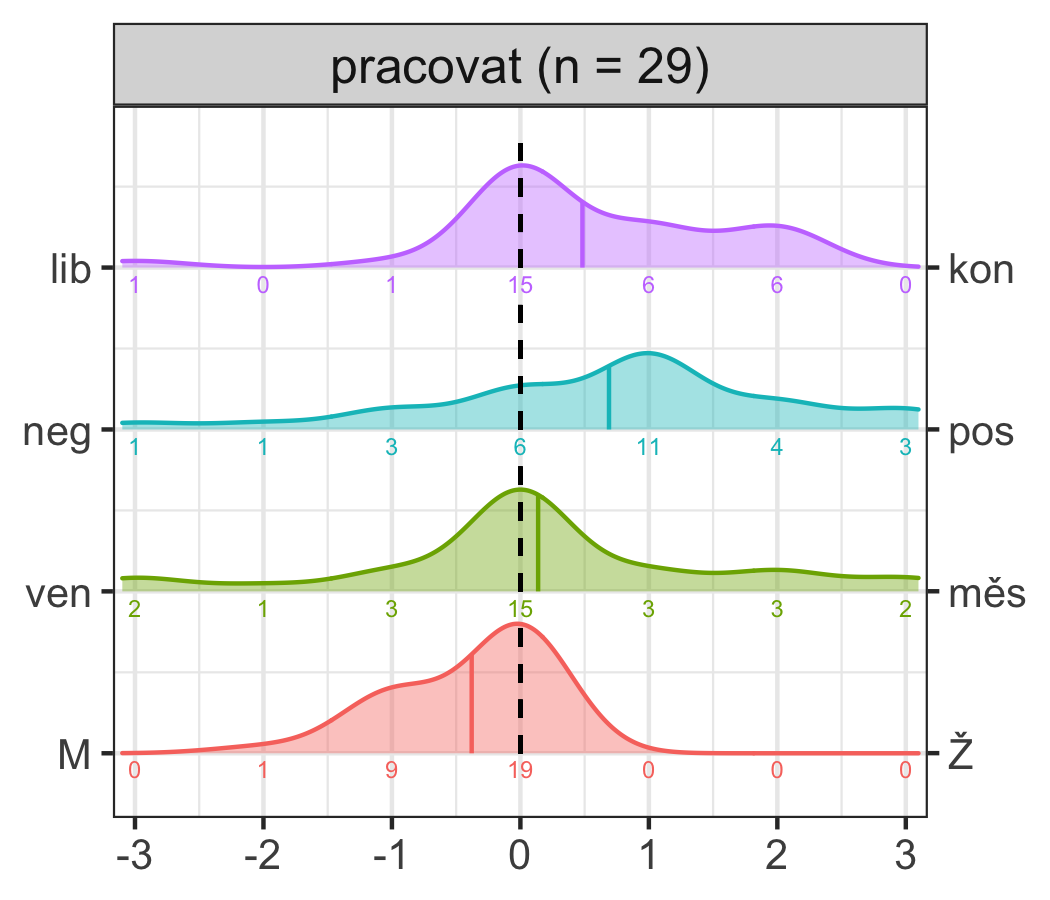 pracovat (n = 29)
lib kon
1 0 1 15 6 6 0
neg pos
1 1 3 6 11 4 3
ven měs
2 1 3 15 3 3 2
M Ž
0 1 9 19 0 0 0
-3 -2 -1 0 1 2 3